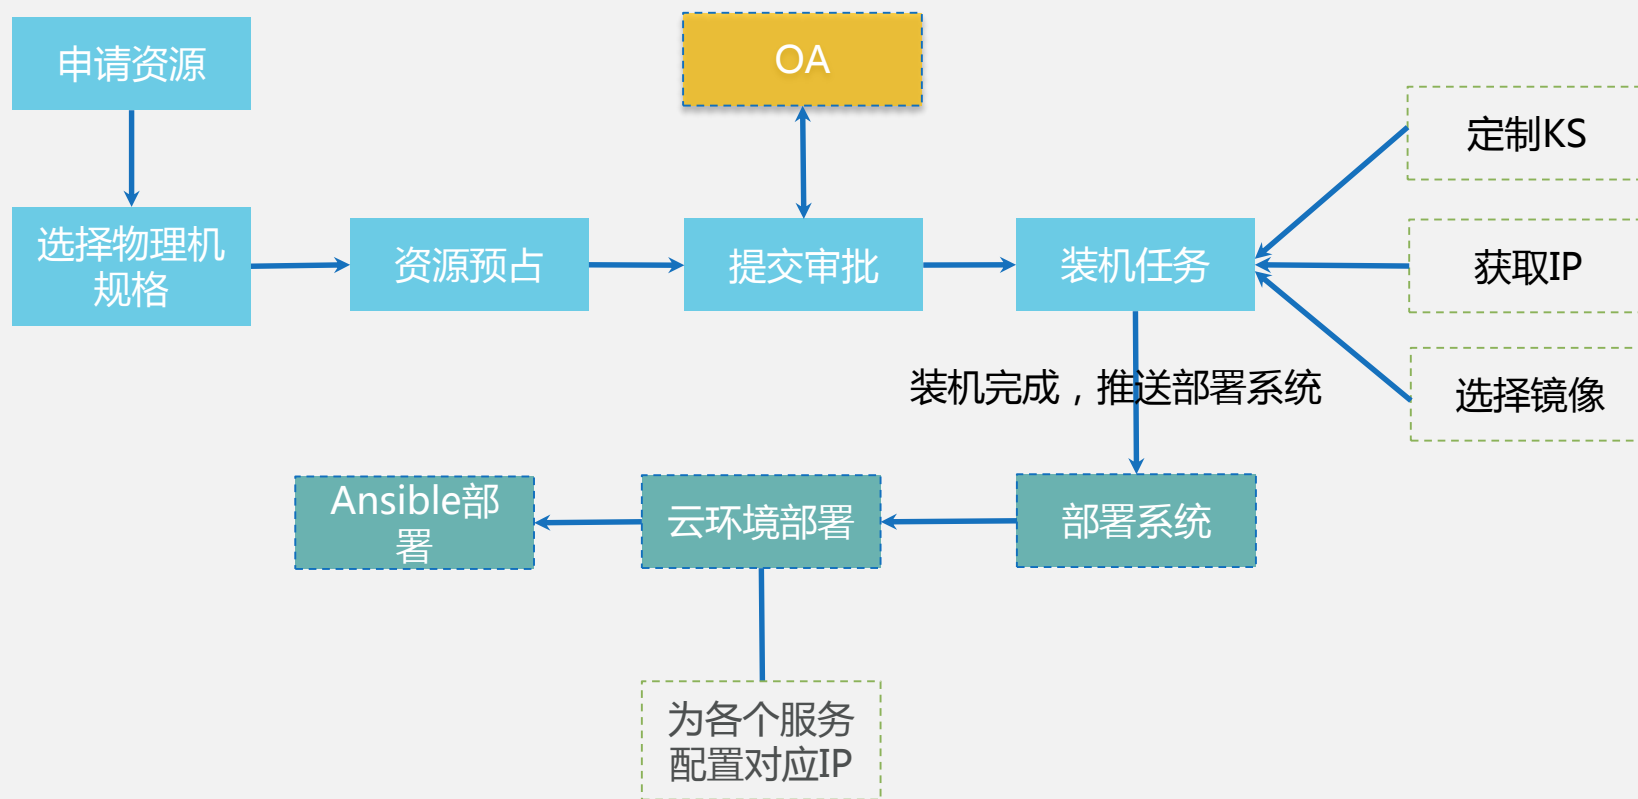 申请资源
OA
定制KS
选择物理机
规格
资源预占
提交审批
装机任务
获取IP
装机完成，推送部署系统
选择镜像
Ansible部
署
云环境部署
部署系统
为各个服务
配置对应IP